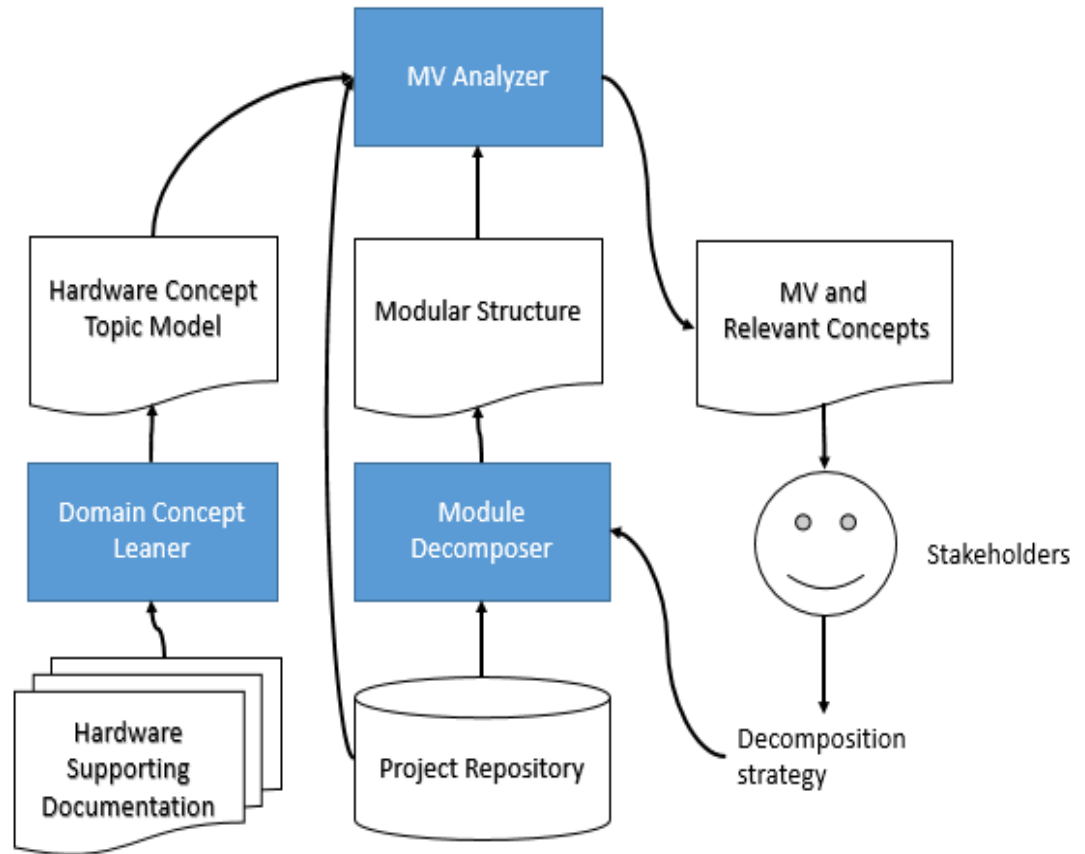 MV Analyzer
Hardware Concept
Topic Model
Modular Structure
MV and
Relevant Concepts
Domain Concept
Leaner
Module
Decomposer
Stakeholders
Hardware
Supporting
Documentation
Project Repository
Decomposition
strategy